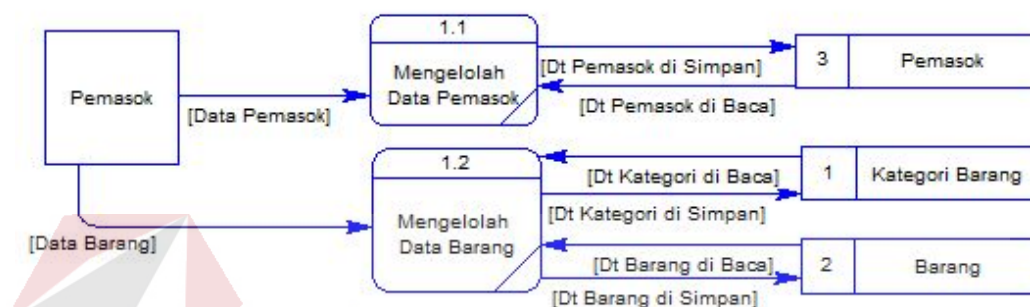 1.1
Mengelolah
Data Pemasok
[Dt Pemasok di Simpan]
3
Pemasok
Pemasok
[Data Pemasok]
[Dt Pemasok di Baca]
1.2
[Dt Kategori di Baca]
1
Kategori Barang
[Dt Kategori di Simpan]
Mengelolah
Data Barang
[Data Barang]
[Dt Barang di Baca]
2
Barang
[Dt Barang di Simpan]